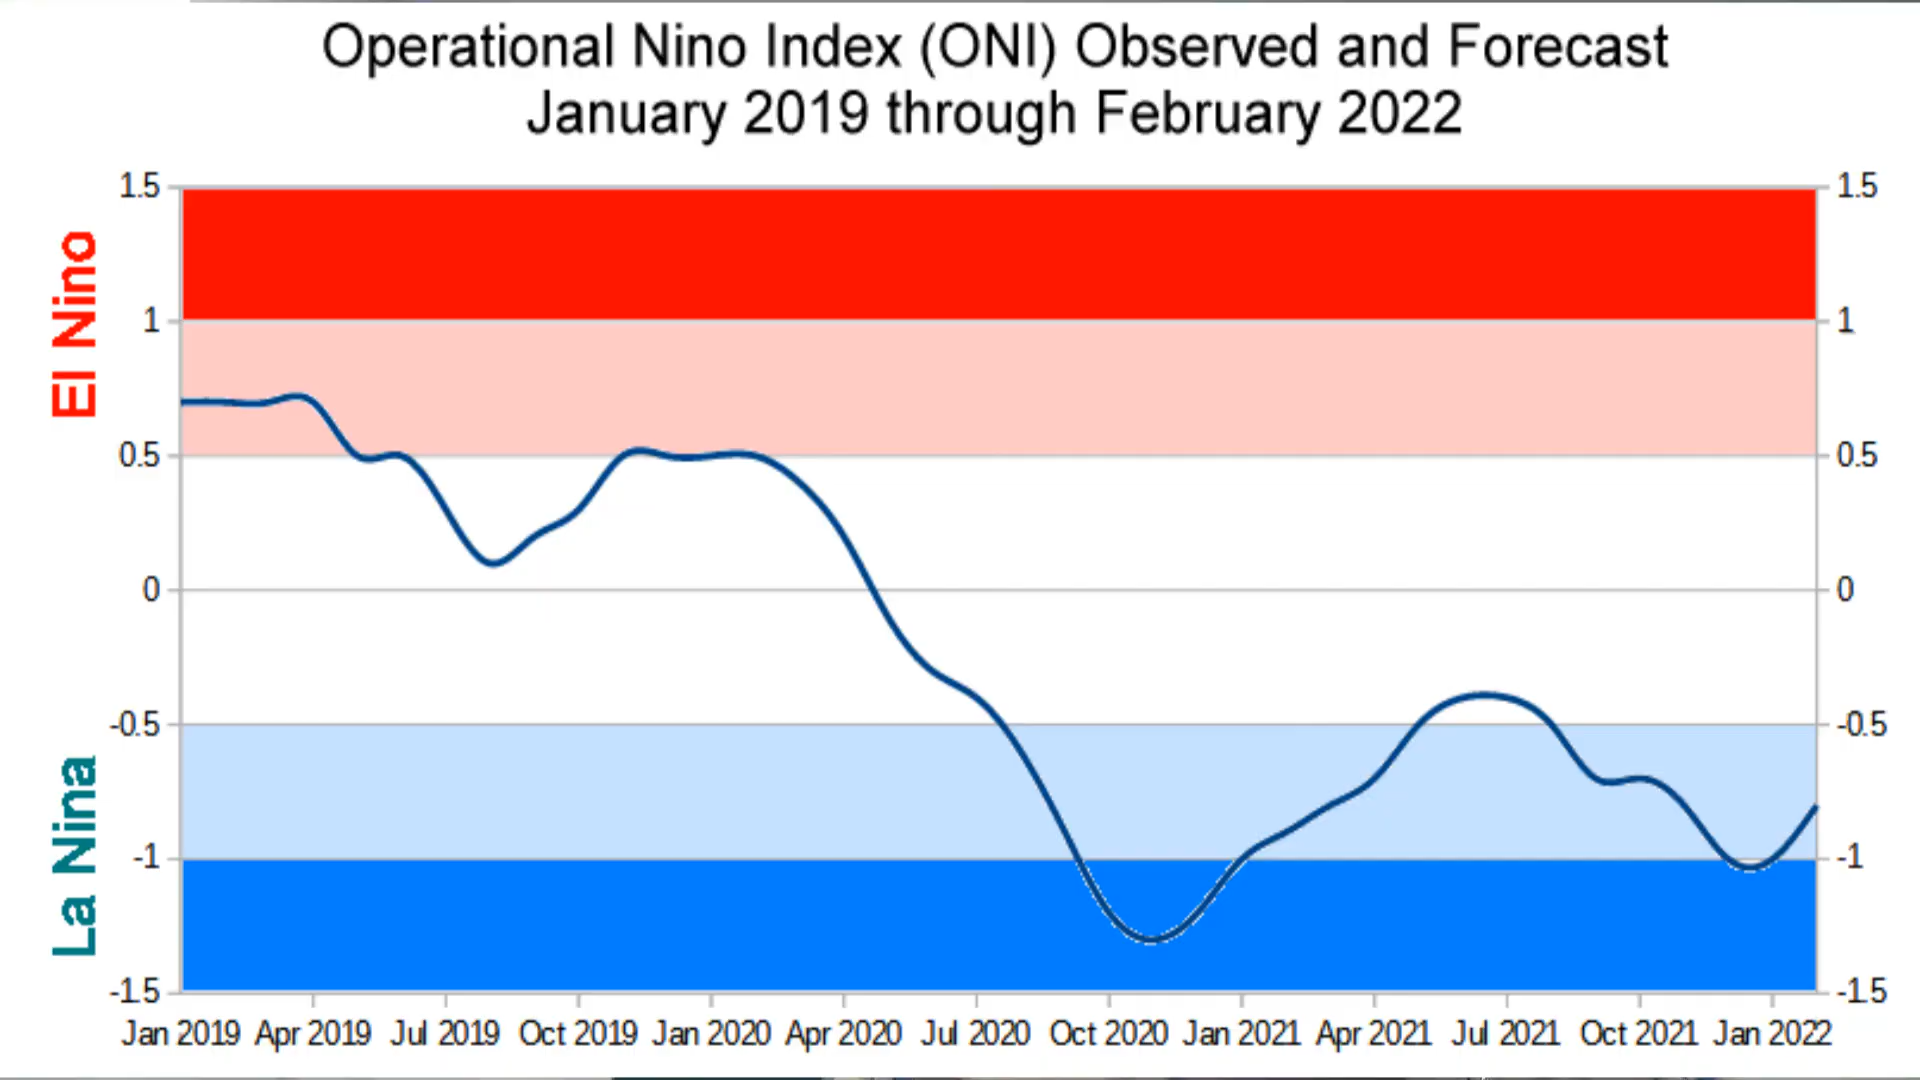 Operational Nino Index (ONI) Observed and Forecast
January 2019 through February 2022
El Nino
La Nina
1.5
1
0.5
0
-0.5
-1
-1.5
1.5
1
0.5
0
-0.5
-1
-1.5
Jan 2019 Apr 2019 Jul 2019 Oct 2019 Jan 2020 Apr 2020 Jul 2020 Oct 2020 Jan 2021 Apr 2021 Jul 2021 Oct 2021 Jan 2022